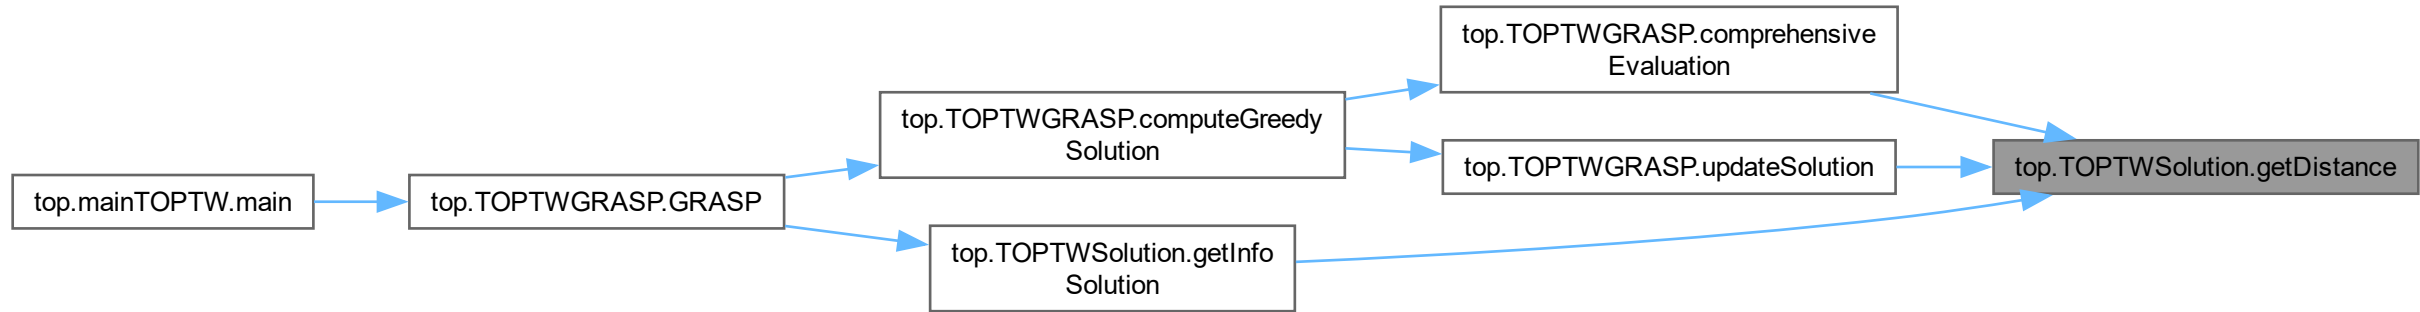 top.mainTOPTW.main
top.TOPTWGRASP.GRASP
top.TOPTWGRASP.computeGreedy
Solution
top.TOPTWSolution.getInfo
Solution
top.TOPTWGRASP.comprehensive
Evaluation
top.TOPTWGRASP.updateSolution
top.TOPTWSolution.getDistance